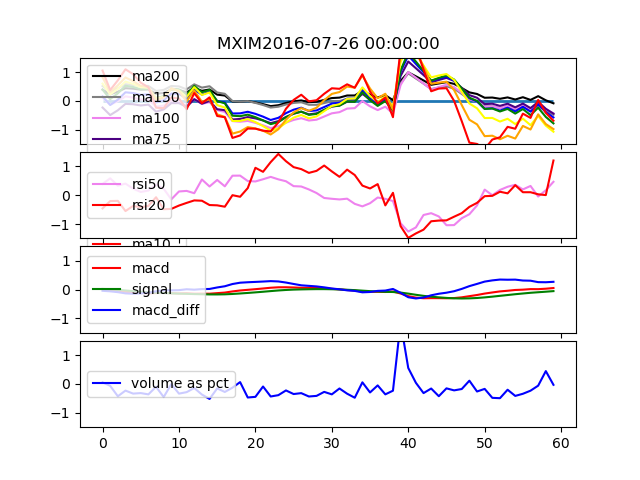 MXIM2016-07-26 00:00:00
1
0
−1
ma200
ma150
ma100
ma75
1
0
−1
rsi50
rsi20
ma10
1
0
−1
macd
signal
macd_diff
1
0
−1
volume as pct
0 10 20 30 40 50 60